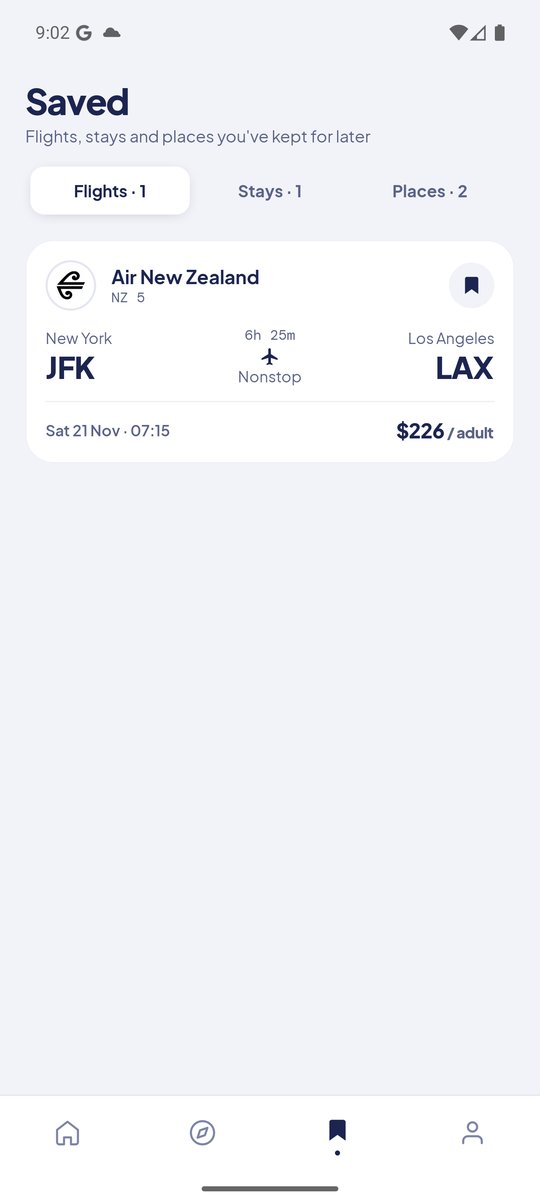 9:02
Saved
Flights, stays and places you've kept for later
Flights · 1
Stays · 1
Places · 2
Air New Zealand
NZ 5
New York
6h 25m
Los Angeles
JFK
LAX
Nonstop
Sat 21 Nov · 07:15
$226 / adult